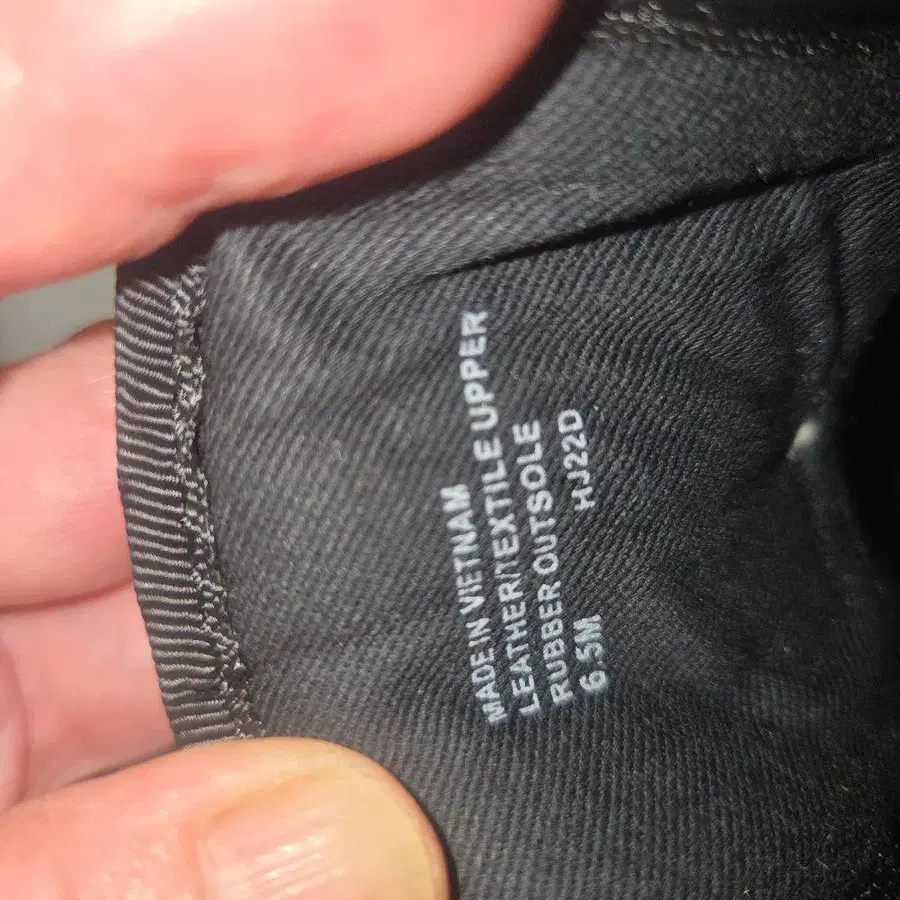 MADE IN VIETNAM
LEATHER/TEXTILE UPPER
RUBBER OUTSOLE
6.5M HJ22D